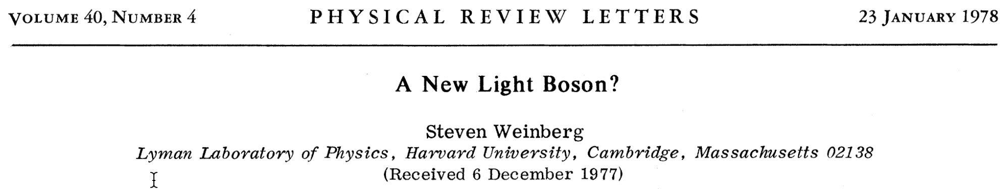 VOLUME 40, NUMBER 4 PHYSICAL REVIEW LETTERS 23 JANUARY 1978
A New Light Boson?
Steven Weinberg
Lyman Laboratory of Physics, Harvard University, Cambridge, Massachusetts 02138
(Received 6 December 1977)